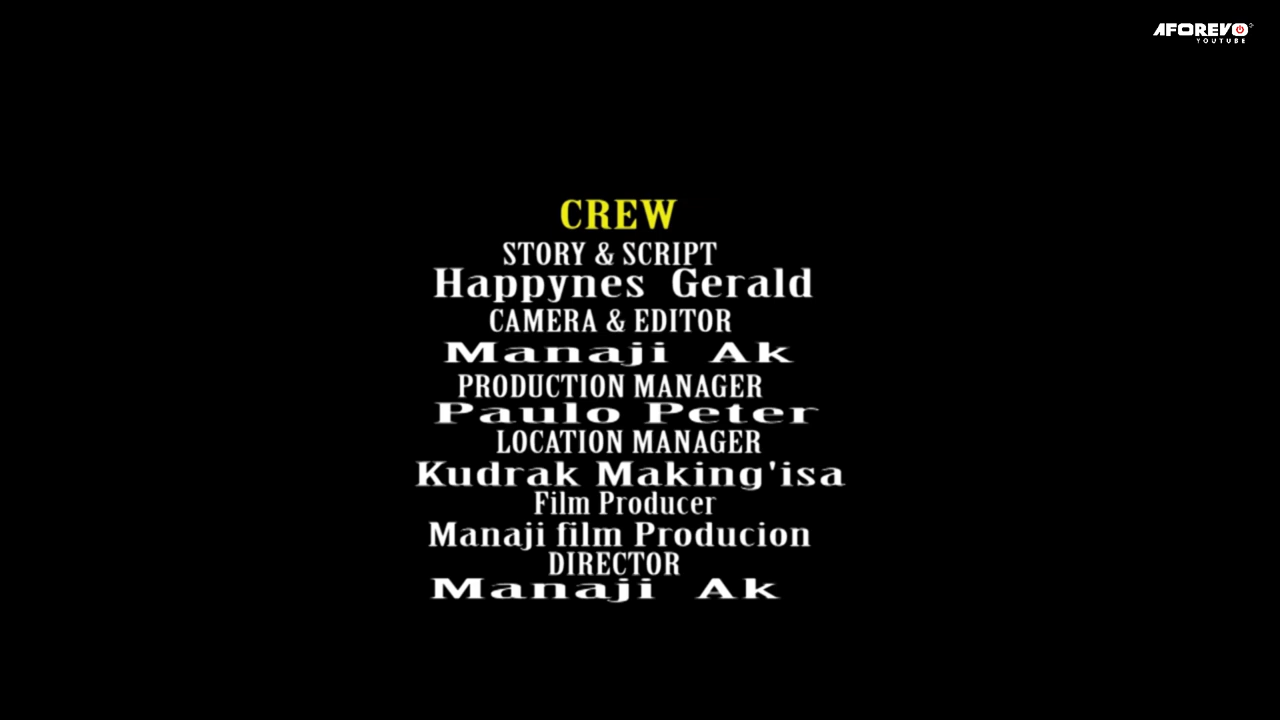 AFOREVO
YOUTUBE
CREW
STORY & SCRIPT
Happynes Gerald
CAMERA & EDITOR
Manaji Ak
PRODUCTION MANAGER
Paulo Peter
LOCATION MANAGER
Kudrak Making'isa
Film Producer
Manaji film Producion
DIRECTOR
Manaji Ak